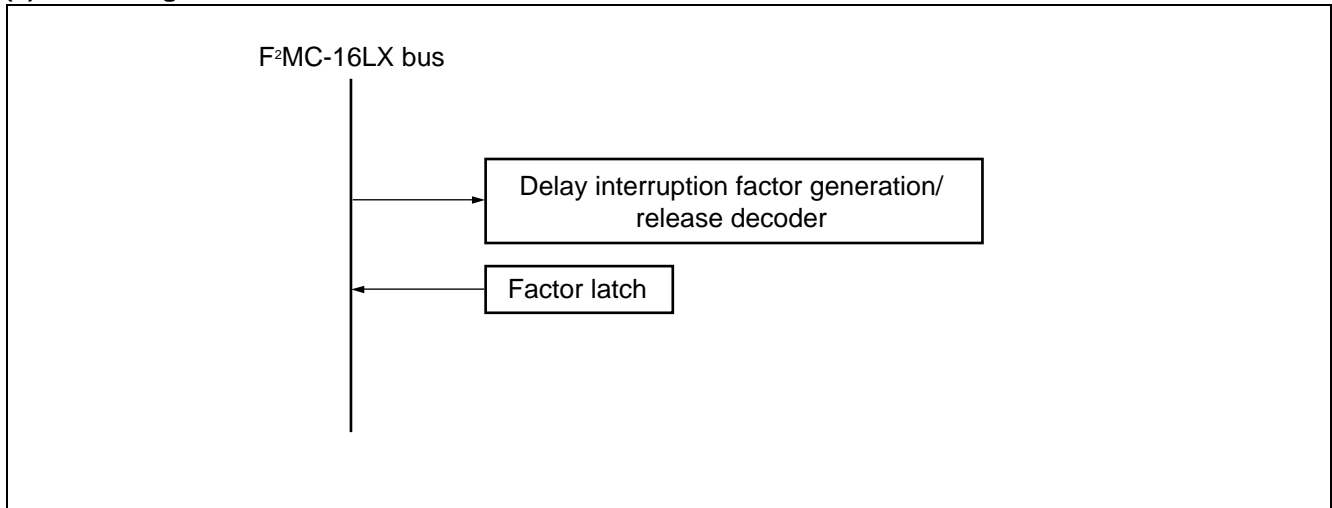 F²MC-16LX bus
Delay interruption factor generation/
release decoder
Factor latch